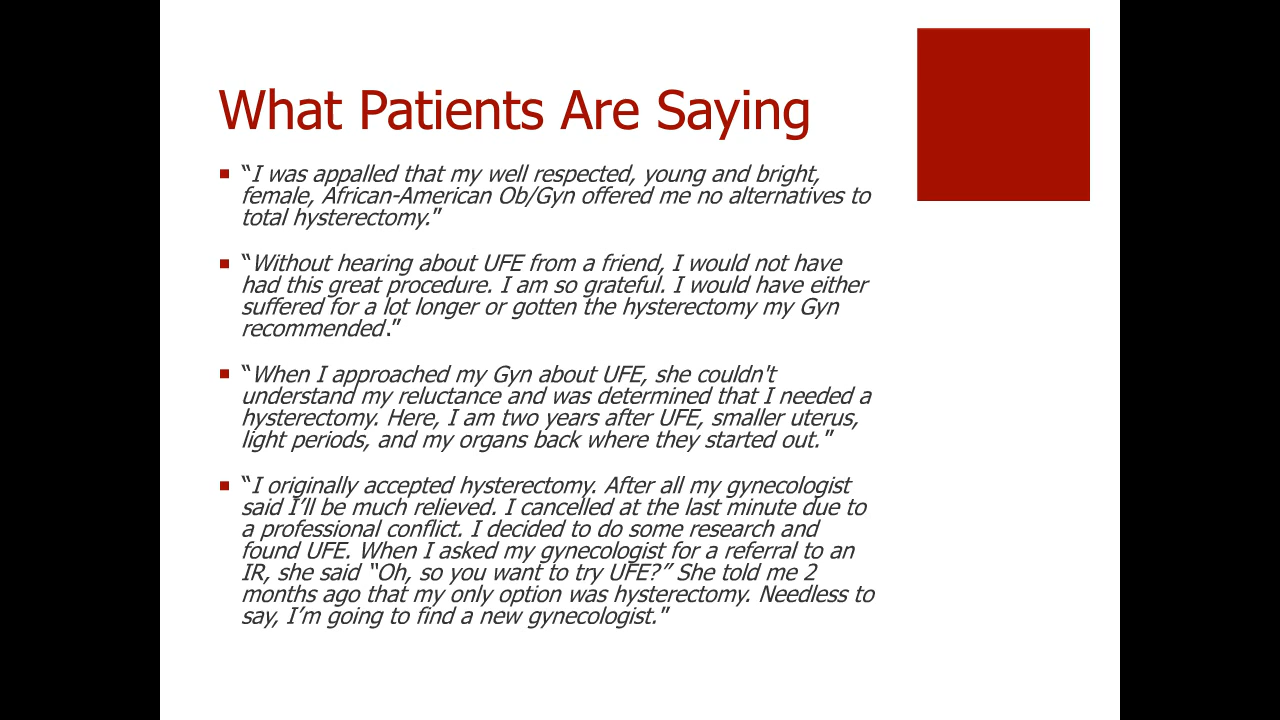 What Patients Are Saying
"I was appalled that my well respected, young and bright,
female, African-American Ob/Gyn offered me no alternatives to
total hysterectomy."
"Without hearing about UFE from a friend, I would not have
had this great procedure. I am so grateful. I would have either
suffered for a lot longer or gotten the hysterectomy my Gyn
recommended."
"When I approached my Gyn about UFE, she couldn't
understand my reluctance and was determined that I needed a
hysterectomy. Here, I am two years after UFE, smaller uterus,
light periods, and my organs back where they started out."
"I originally accepted hysterectomy. After all my gynecologist
said I’ll be much relieved. I cancelled at the last minute due to
a professional conflict. I decided to do some research and
found UFE. When I asked my gynecologist for a referral to an
IR, she said “Oh, so you want to try UFE?” She told me 2
months ago that my only option was hysterectomy. Needless to
say, I’m going to find a new gynecologist."